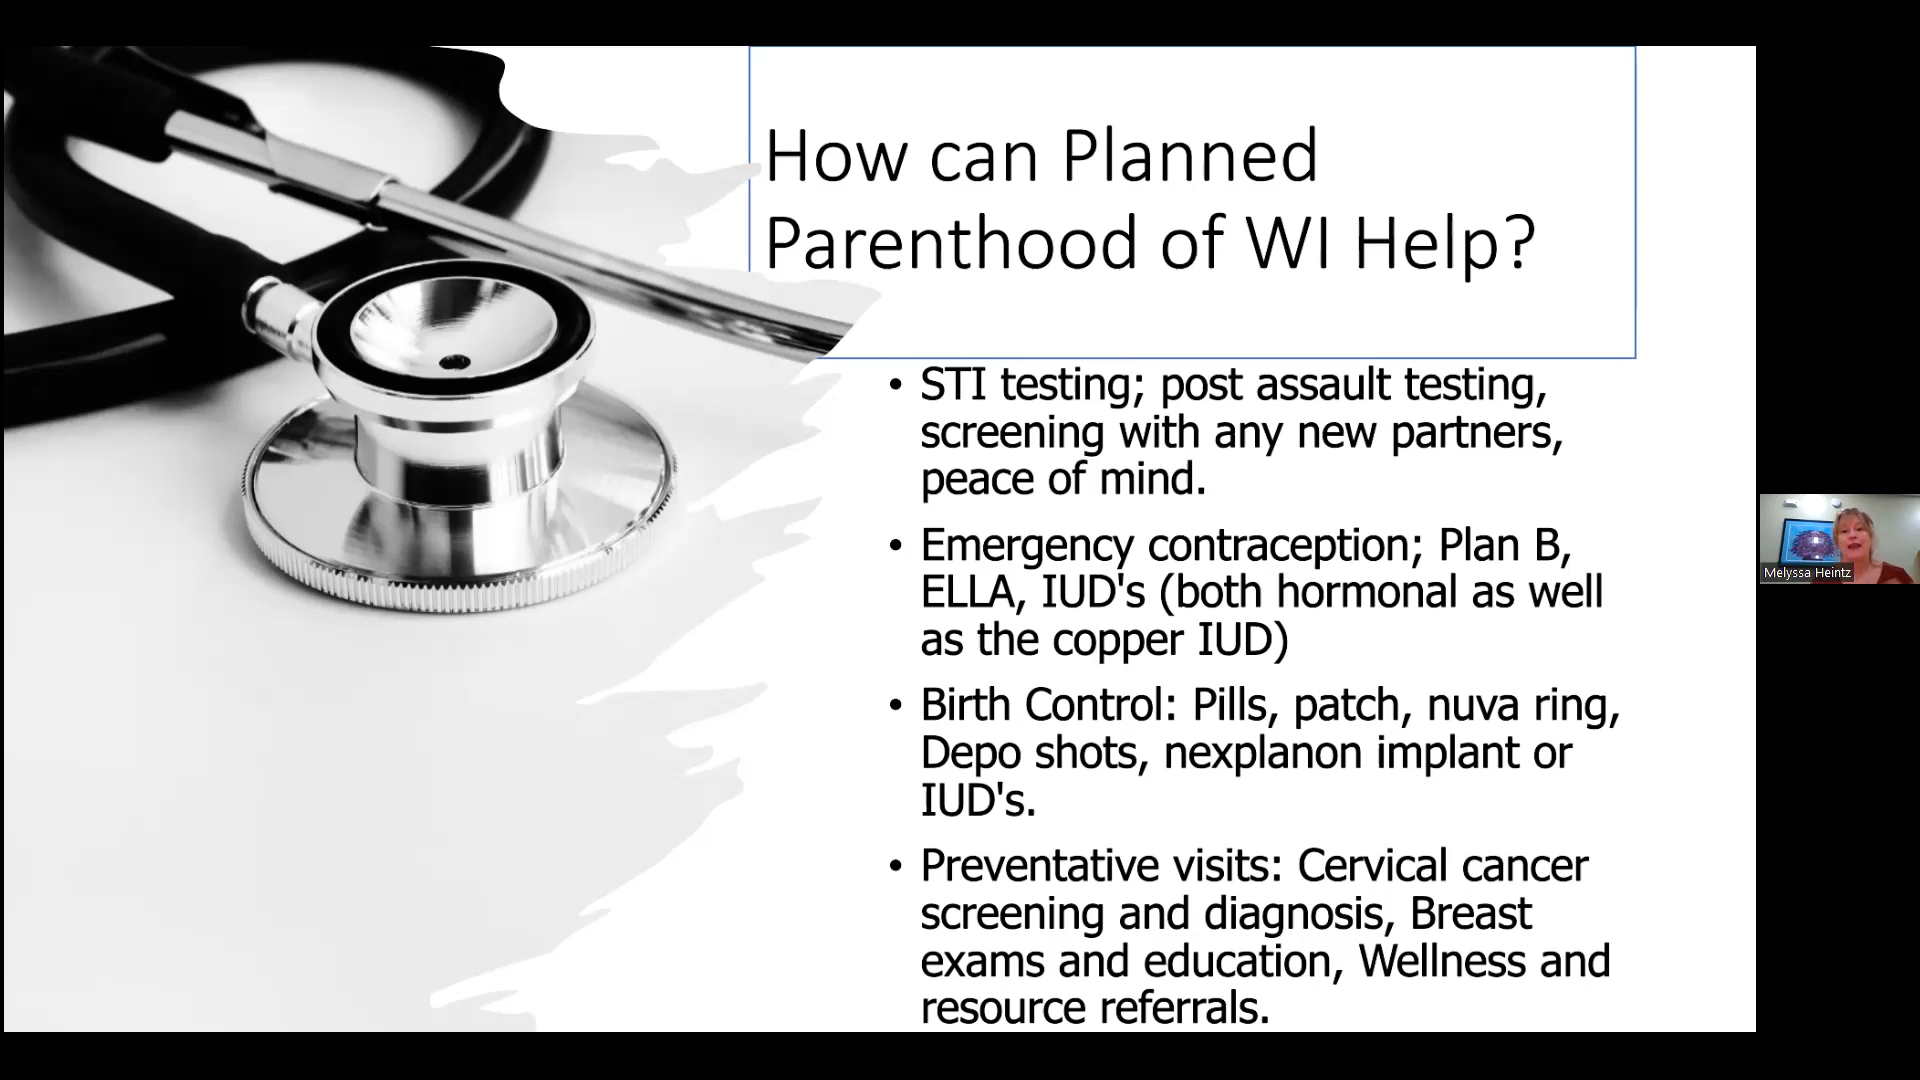 How can Planned
Parenthood of WI Help?
• STI testing; post assault testing,
screening with any new partners,
peace of mind.
• Emergency contraception; Plan B,
ELLA, IUD's (both hormonal as well
as the copper IUD)
• Birth Control: Pills, patch, nuva ring,
Depo shots, nexplanon implant or
IUD's.
• Preventative visits: Cervical cancer
screening and diagnosis, Breast
exams and education, Wellness and
resource referrals.
Melyssa Heintz